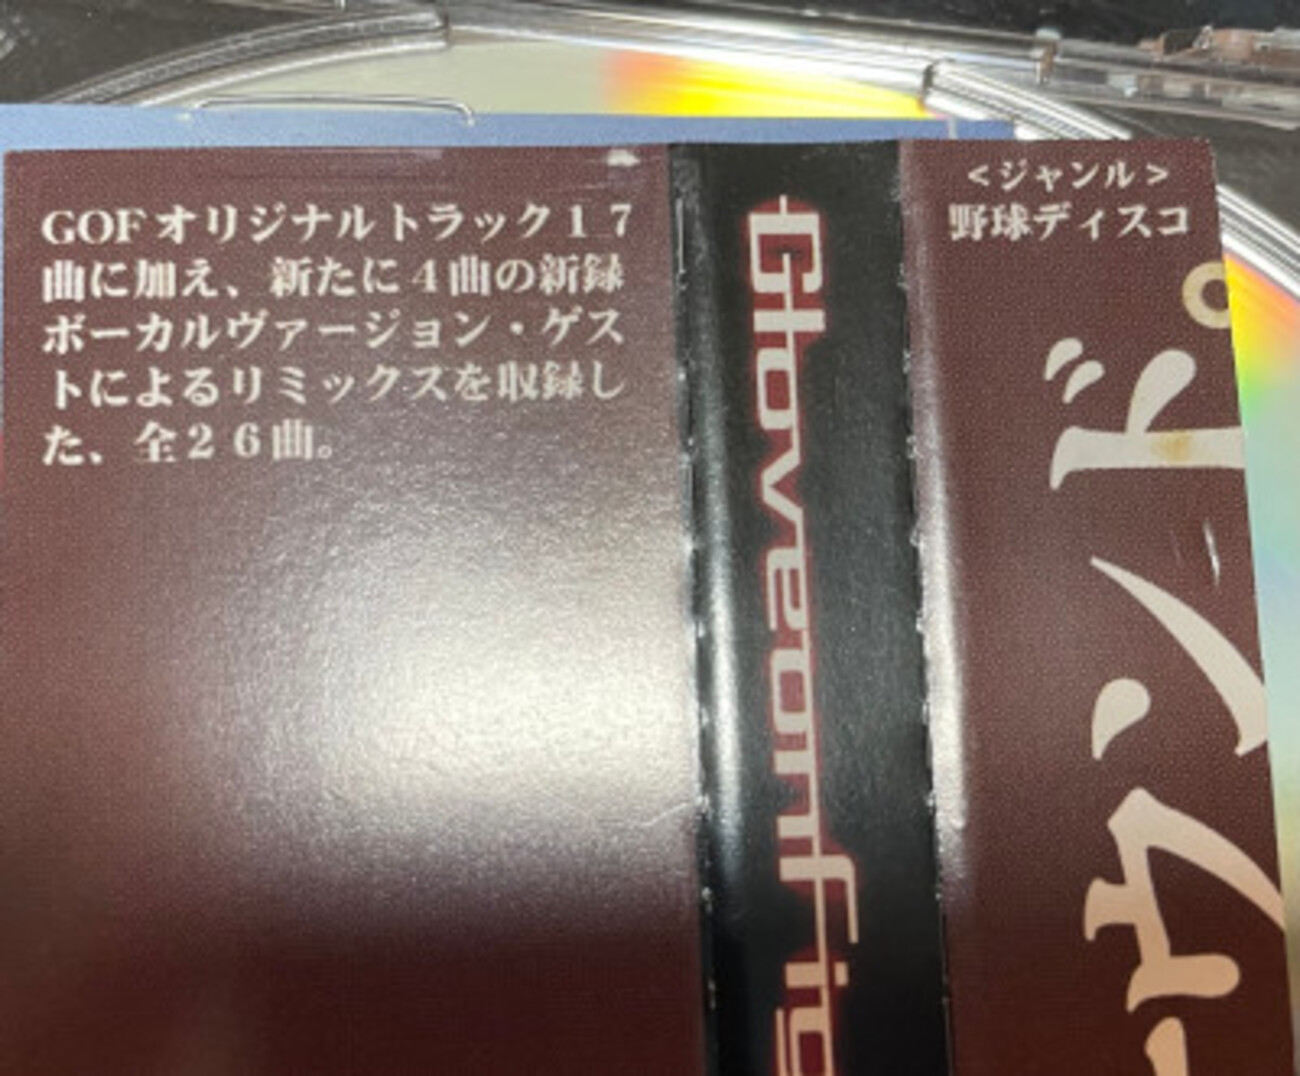 GOFオリジナルトラック１７
曲に加え、新たに４曲の新録
ボーカルヴァージョン・ゲス
トによるリミックスを収録し
た、全２６曲。
Gloveonfig
＜ジャンル＞
野球ディスコ
ウンド。